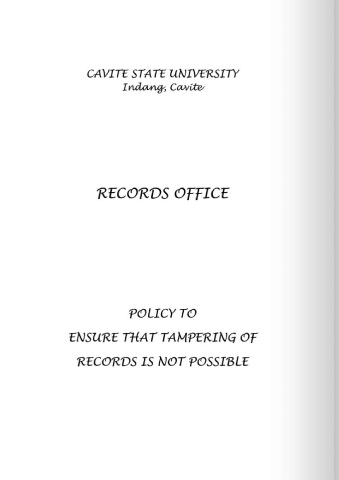 CAVITE STATE UNIVERSITY
Indang, Cavite
RECORDS OFFICE
POLICY TO
ENSURE THAT TAMPERING OF
RECORDS IS NOT POSSIBLE